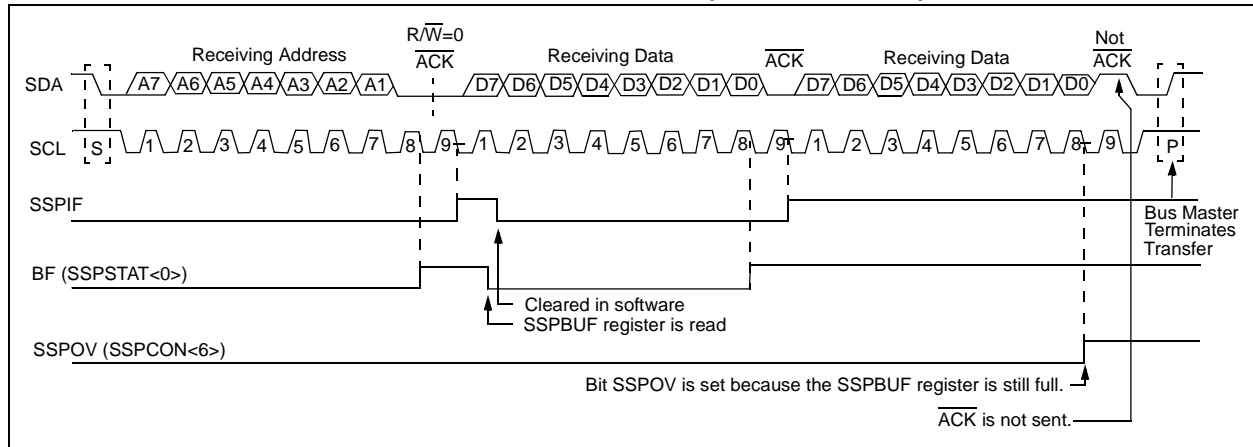 R/W=0
Receiving Address ACK Receiving Data ACK Receiving Data Not ACK
SDA A7 A6 A5 A4 A3 A2 A1 D7 D6 D5 D4 D3 D2 D1 D0 D7 D6 D5 D4 D3 D2 D1 D0
SCL S 1 2 3 4 5 6 7 8 9 1 2 3 4 5 6 7 8 9 1 2 3 4 5 6 7 8 9 P
SSPIF
Bus Master
Terminates
Transfer
BF (SSPSTAT<0>)
Cleared in software
SSPBUF register is read
SSPOV (SSPCON<6>)
Bit SSPOV is set because the SSPBUF register is still full.
ACK is not sent.